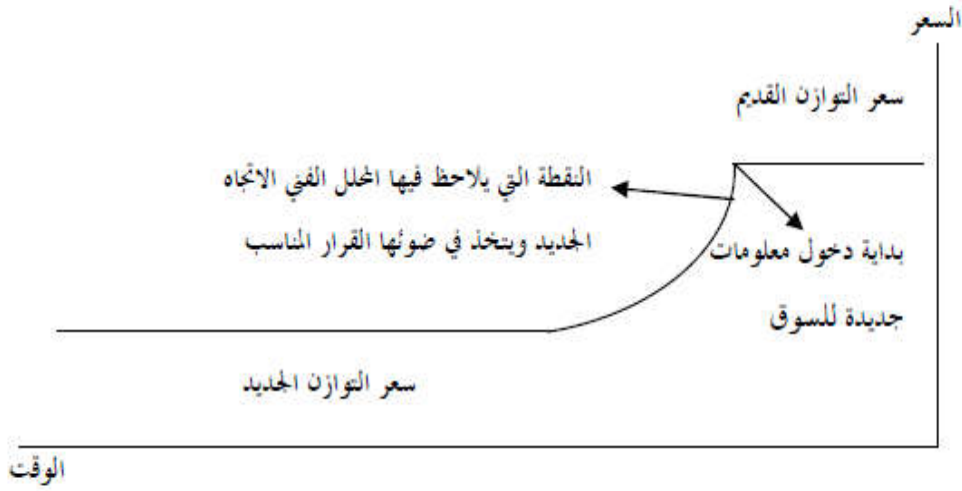 السعر
سعر التوازن القديم
النقطة التي يلاحظ فيها المحلل الفني الاتجاه
الجديد ويتخذ في ضوئها القرار المناسب
بداية دخول معلومات
جديدة للسوق
سعر التوازن الجديد
الوقت